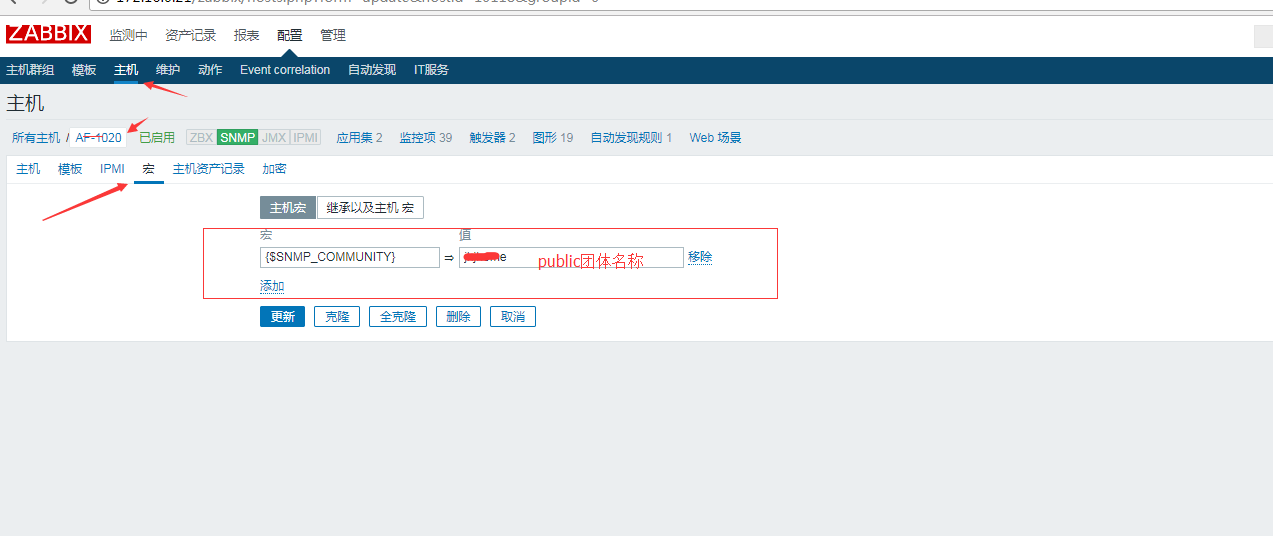 ZABBIX 监测中 资产记录 报表 配置 管理
主机群组 模板 主机 维护 动作 Event correlation 自动发现 IT服务
主机
所有主机 / AF-1020 已启用 ZBX SNMP JMX IPMI 应用集 2 监控项 39 触发器 2 图形 19 自动发现规则 1 Web 场景
主机 模板 IPMI 宏 主机资产记录 加密
主机宏 继承以及主机 宏
宏 值
{$SNMP_COMMUNITY} ⇒ public团体名称 移除
添加
更新 克隆 全克隆 删除 取消